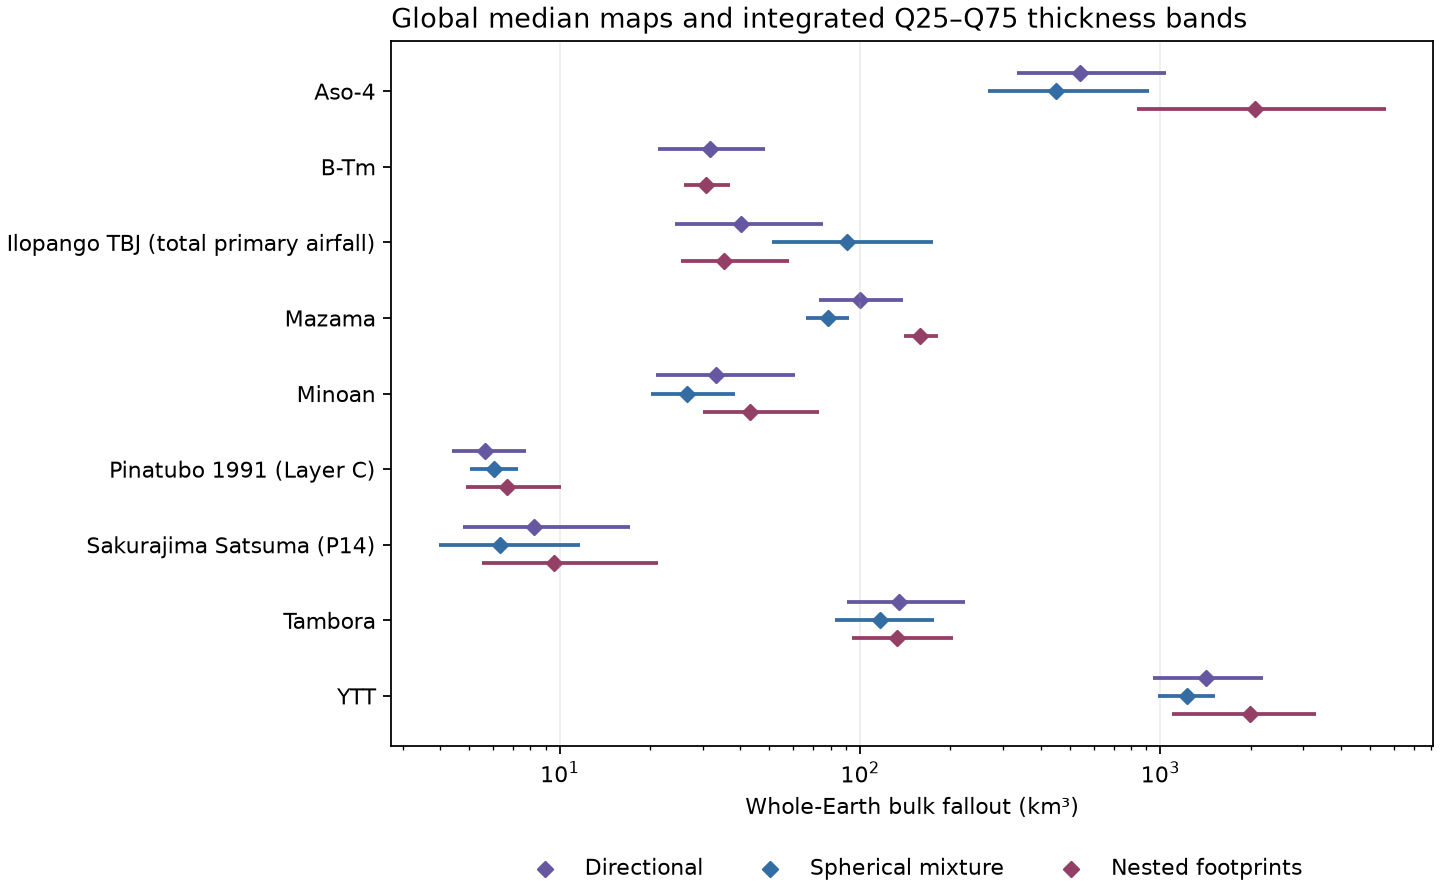 Global median maps and integrated Q25–Q75 thickness bands
Aso-4
B-Tm
Ilopango TBJ (total primary airfall)
Mazama
Minoan
Pinatubo 1991 (Layer C)
Sakurajima Satsuma (P14)
Tambora
YTT
10¹ 10² 10³
Whole-Earth bulk fallout (km³)
Directional Spherical mixture Nested footprints